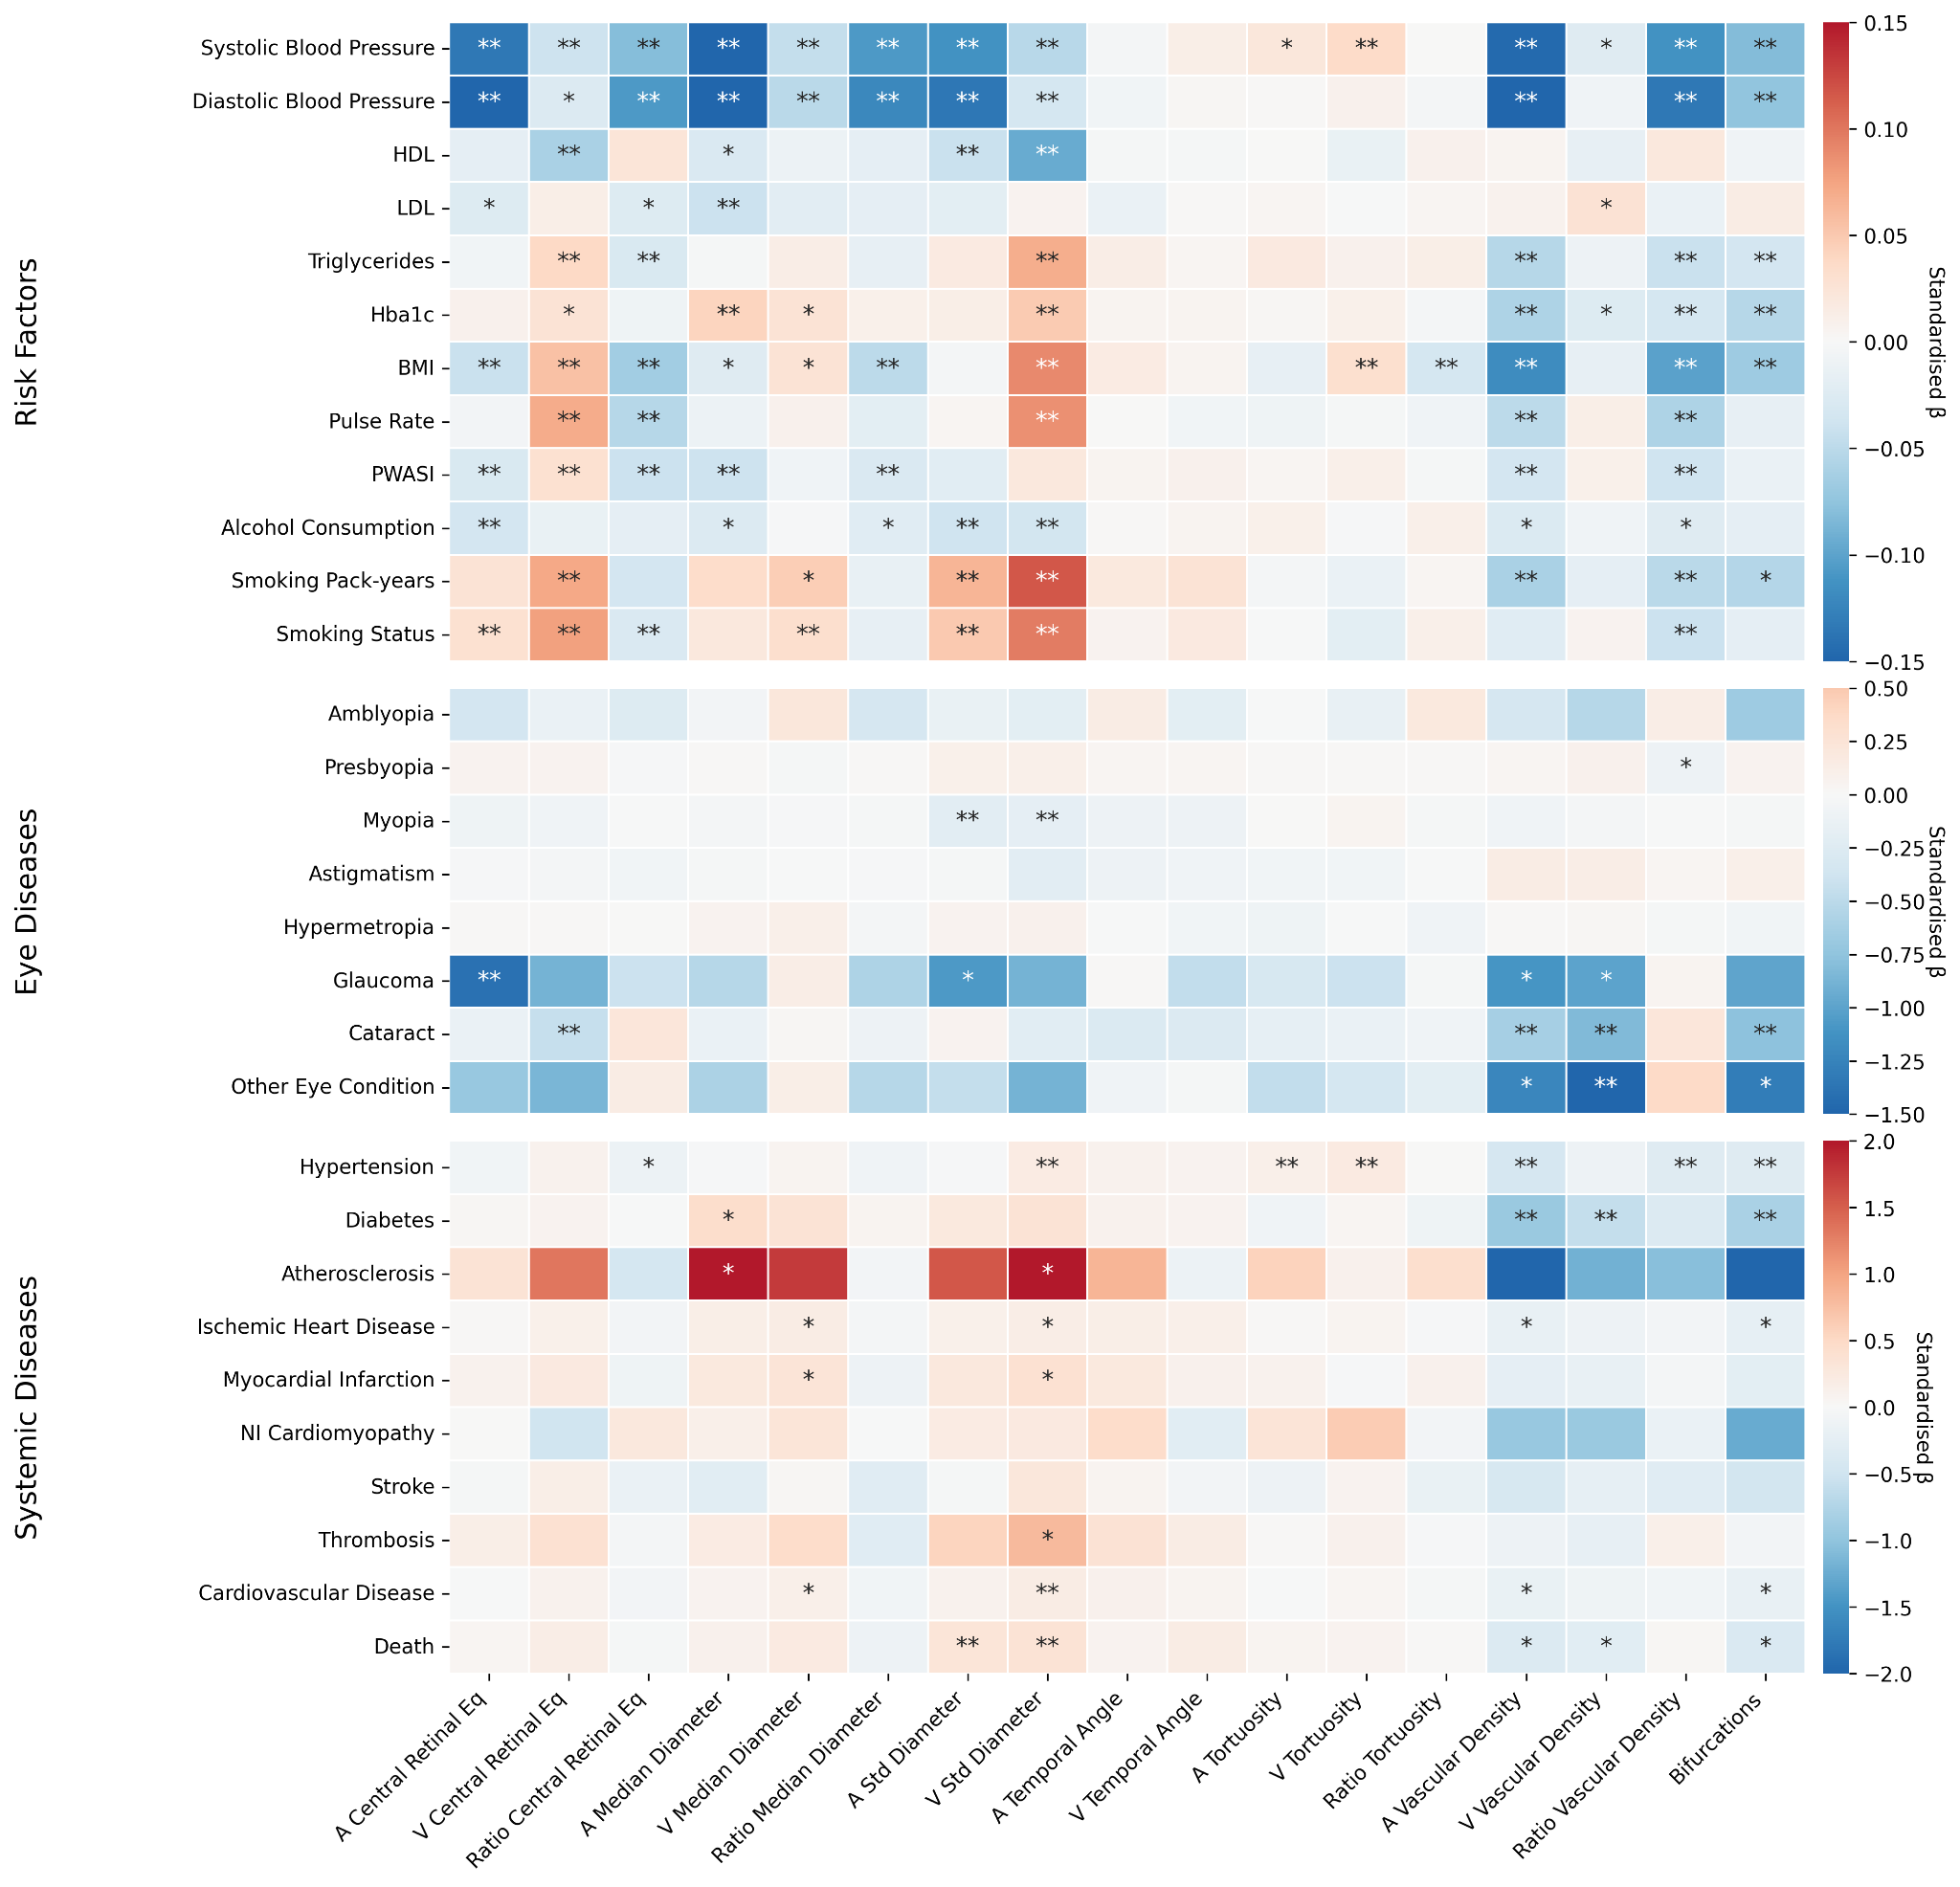 Risk Factors
Systolic Blood Pressure ** ** ** ** ** ** ** ** * ** ** * ** **
Diastolic Blood Pressure ** * ** ** ** ** ** ** ** ** **
HDL ** * ** **
LDL * * ** *
Triglycerides ** ** ** ** ** **
Hba1c * ** * ** ** * ** **
BMI ** ** ** * * ** ** ** ** ** ** **
Pulse Rate ** ** ** ** **
PWASI ** ** ** ** ** ** **
Alcohol Consumption ** * * ** ** * *
Smoking Pack-years ** * ** ** ** ** *
Smoking Status ** ** ** ** ** ** **
0.15
0.10
0.05
0.00
−0.05
−0.10
−0.15
Standardised β
Eye Diseases
Amblyopia
Presbyopia *
Myopia ** **
Astigmatism
Hypermetropia
Glaucoma ** * * *
Cataract ** ** ** **
Other Eye Condition * ** *
0.50
0.25
0.00
−0.25
−0.50
−0.75
−1.00
−1.25
−1.50
Standardised β
Systemic Diseases
Hypertension * ** ** ** ** ** **
Diabetes * ** ** **
Atherosclerosis * *
Ischemic Heart Disease * * * *
Myocardial Infarction * *
NI Cardiomyopathy
Stroke
Thrombosis *
Cardiovascular Disease * ** * *
Death ** ** * * *
2.0
1.5
1.0
0.5
0.0
−0.5
−1.0
−1.5
−2.0
Standardised β
A Central Retinal Eq
V Central Retinal Eq
Ratio Central Retinal Eq
A Median Diameter
V Median Diameter
Ratio Median Diameter
A Std Diameter
V Std Diameter
A Temporal Angle
V Temporal Angle
A Tortuosity
V Tortuosity
Ratio Tortuosity
A Vascular Density
V Vascular Density
Ratio Vascular Density
Bifurcations